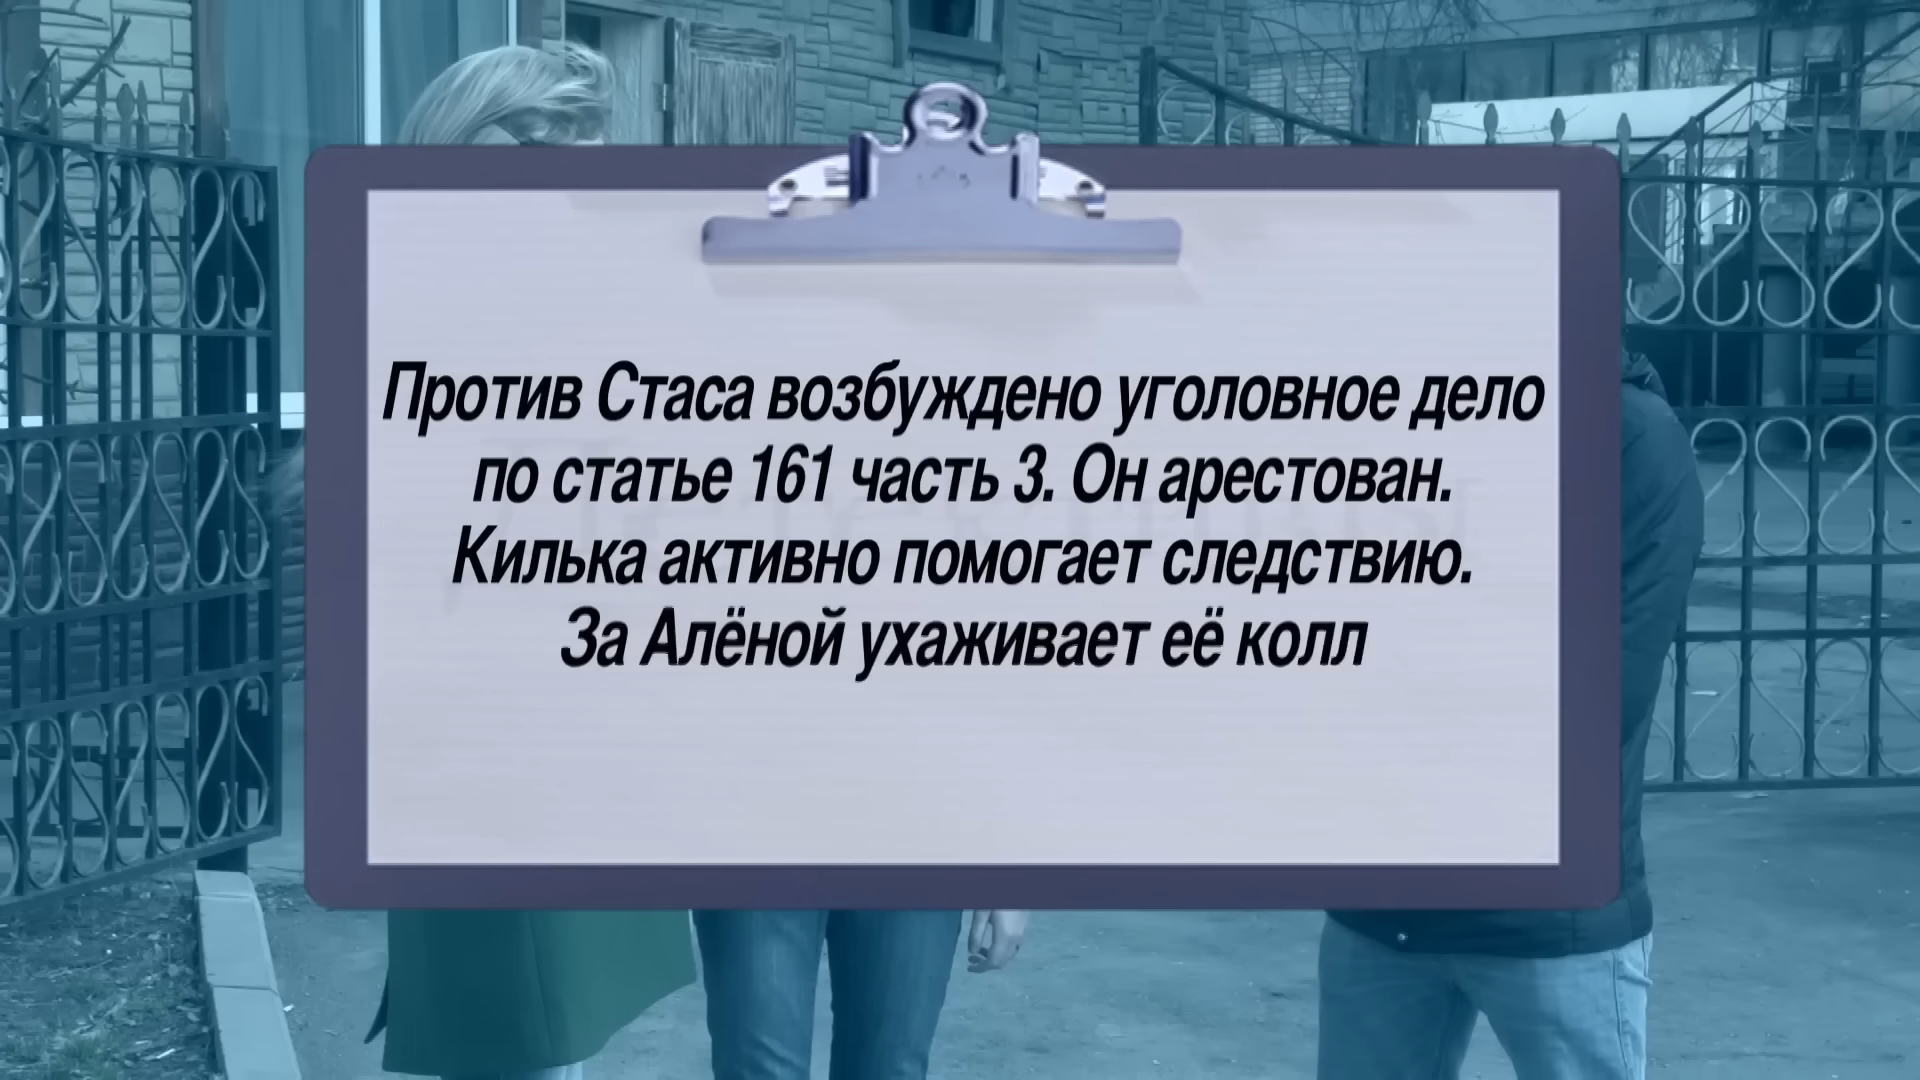 Против Стаса возбуждено уголовное дело
по статье 161 часть 3. Он арестован.
Килька активно помогает следствию.
За Алёной ухаживает её колл